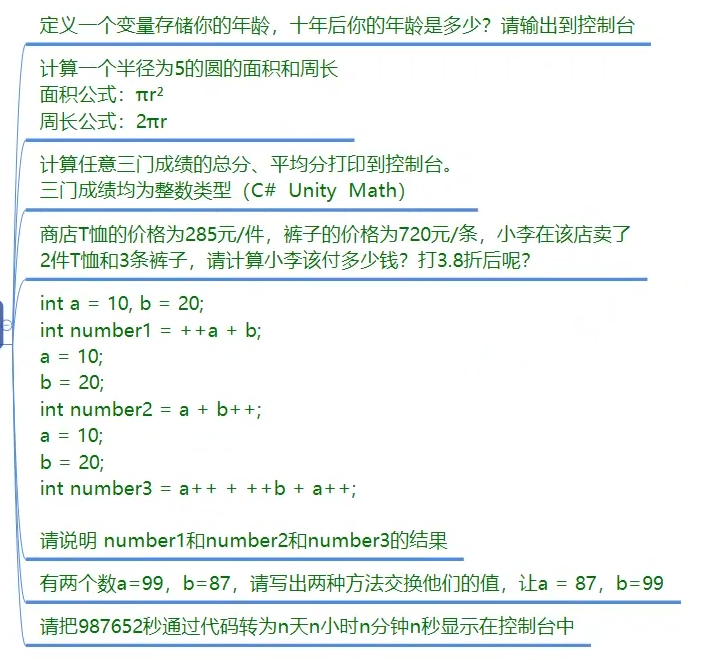 定义一个变量存储你的年龄，十年后你的年龄是多少？请输出到控制台
计算一个半径为5的圆的面积和周长
面积公式：πr²
周长公式：2πr
计算任意三门成绩的总分、平均分打印到控制台。
三门成绩均为整数类型（C#  Unity  Math）
商店T恤的价格为285元/件，裤子的价格为720元/条，小李在该店卖了
2件T恤和3条裤子，请计算小李该付多少钱？打3.8折后呢？
int a = 10, b = 20;
int number1 = ++a + b;
a = 10;
b = 20;
int number2 = a + b++;
a = 10;
b = 20;
int number3 = a++ + ++b + a++;
请说明 number1和number2和number3的结果
有两个数a=99，b=87，请写出两种方法交换他们的值，让a = 87，b=99
请把987652秒通过代码转为n天n小时n分钟n秒显示在控制台中